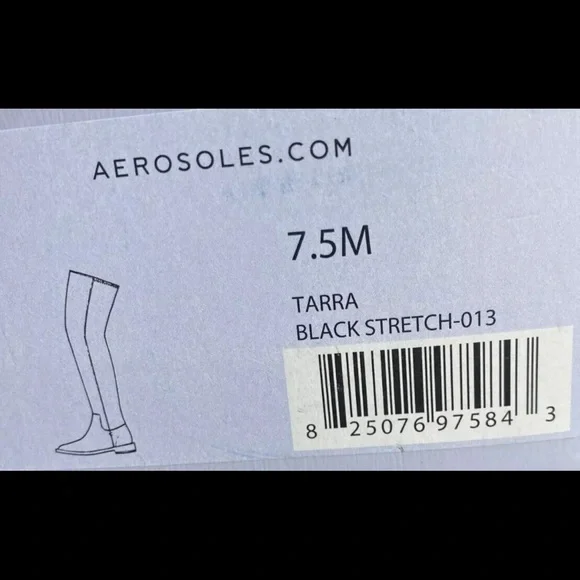 AEROSOLES.COM
7.5M
TARRA
BLACK STRETCH-013
8 25076 97584 3